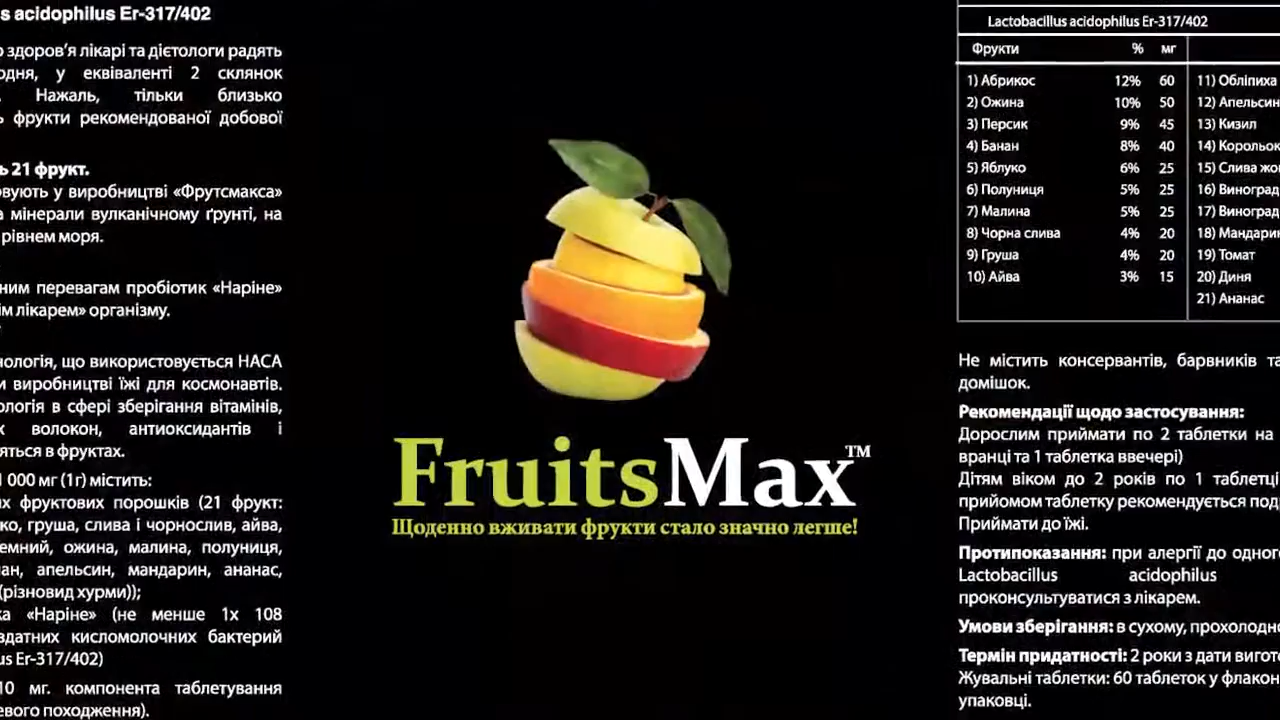 s acidophilus Er-317/402
здоров’я лікарі та дієтологи радять
одня, у еквіваленті 2 склянок
Нажаль, тільки близько
ь фрукти рекомендованої добової
ь 21 фрукт.
овують у виробництві «Фрутсмакса»
а мінерали вулканічному ґрунті, на
рівнем моря.
ним перевагам пробіотик «Наріне»
ім лікарем» організму.
нологія, що використовується НАСА
и виробництві їжі для космонавтів.
ологія в сфері зберігання вітамінів,
х волокон, антиоксидантів і
яться в фруктах.
1 000 мг (1г) містить:
их фруктових порошків (21 фрукт:
ко, груша, слива і чорнослив, айва,
емний, ожина, малина, полуниця,
ан, апельсин, мандарин, ананас,
(різновид хурми));
ка «Наріне» (не менше 1х 108
здатних кисломолочних бактерий
us Er-317/402)
10 мг. компонента таблетування
евого походження).
FruitsMax™
Щоденно вживати фрукти стало значно легше!
Lactobacillus acidophilus Er-317/402
Фрукти % мг
1) Абрикос 12% 60
2) Ожина 10% 50
3) Персик 9% 45
4) Банан 8% 40
5) Яблуко 6% 25
6) Полуниця 5% 25
7) Малина 5% 25
8) Чорна слива 4% 20
9) Груша 4% 20
10) Айва 3% 15
11) Обліпиха
12) Апельсин
13) Кизил
14) Корольок
15) Слива жо
16) Виноград
17) Виноград
18) Мандарин
19) Томат
20) Диня
21) Ананас
Не містить консервантів, барвників та
домішок.
Рекомендації щодо застосування:
Дорослим приймати по 2 таблетки на
вранці та 1 таблетка ввечері)
Дітям віком до 2 років по 1 таблетці
прийомом таблетку рекомендується под
Приймати до їжі.
Протипоказання: при алергії до одного
Lactobacillus acidophilus
проконсультуватися з лікарем.
Умови зберігання: в сухому, прохолодно
Термін придатності: 2 роки з дати вигот
Жувальні таблетки: 60 таблеток у флакон
упаковці.